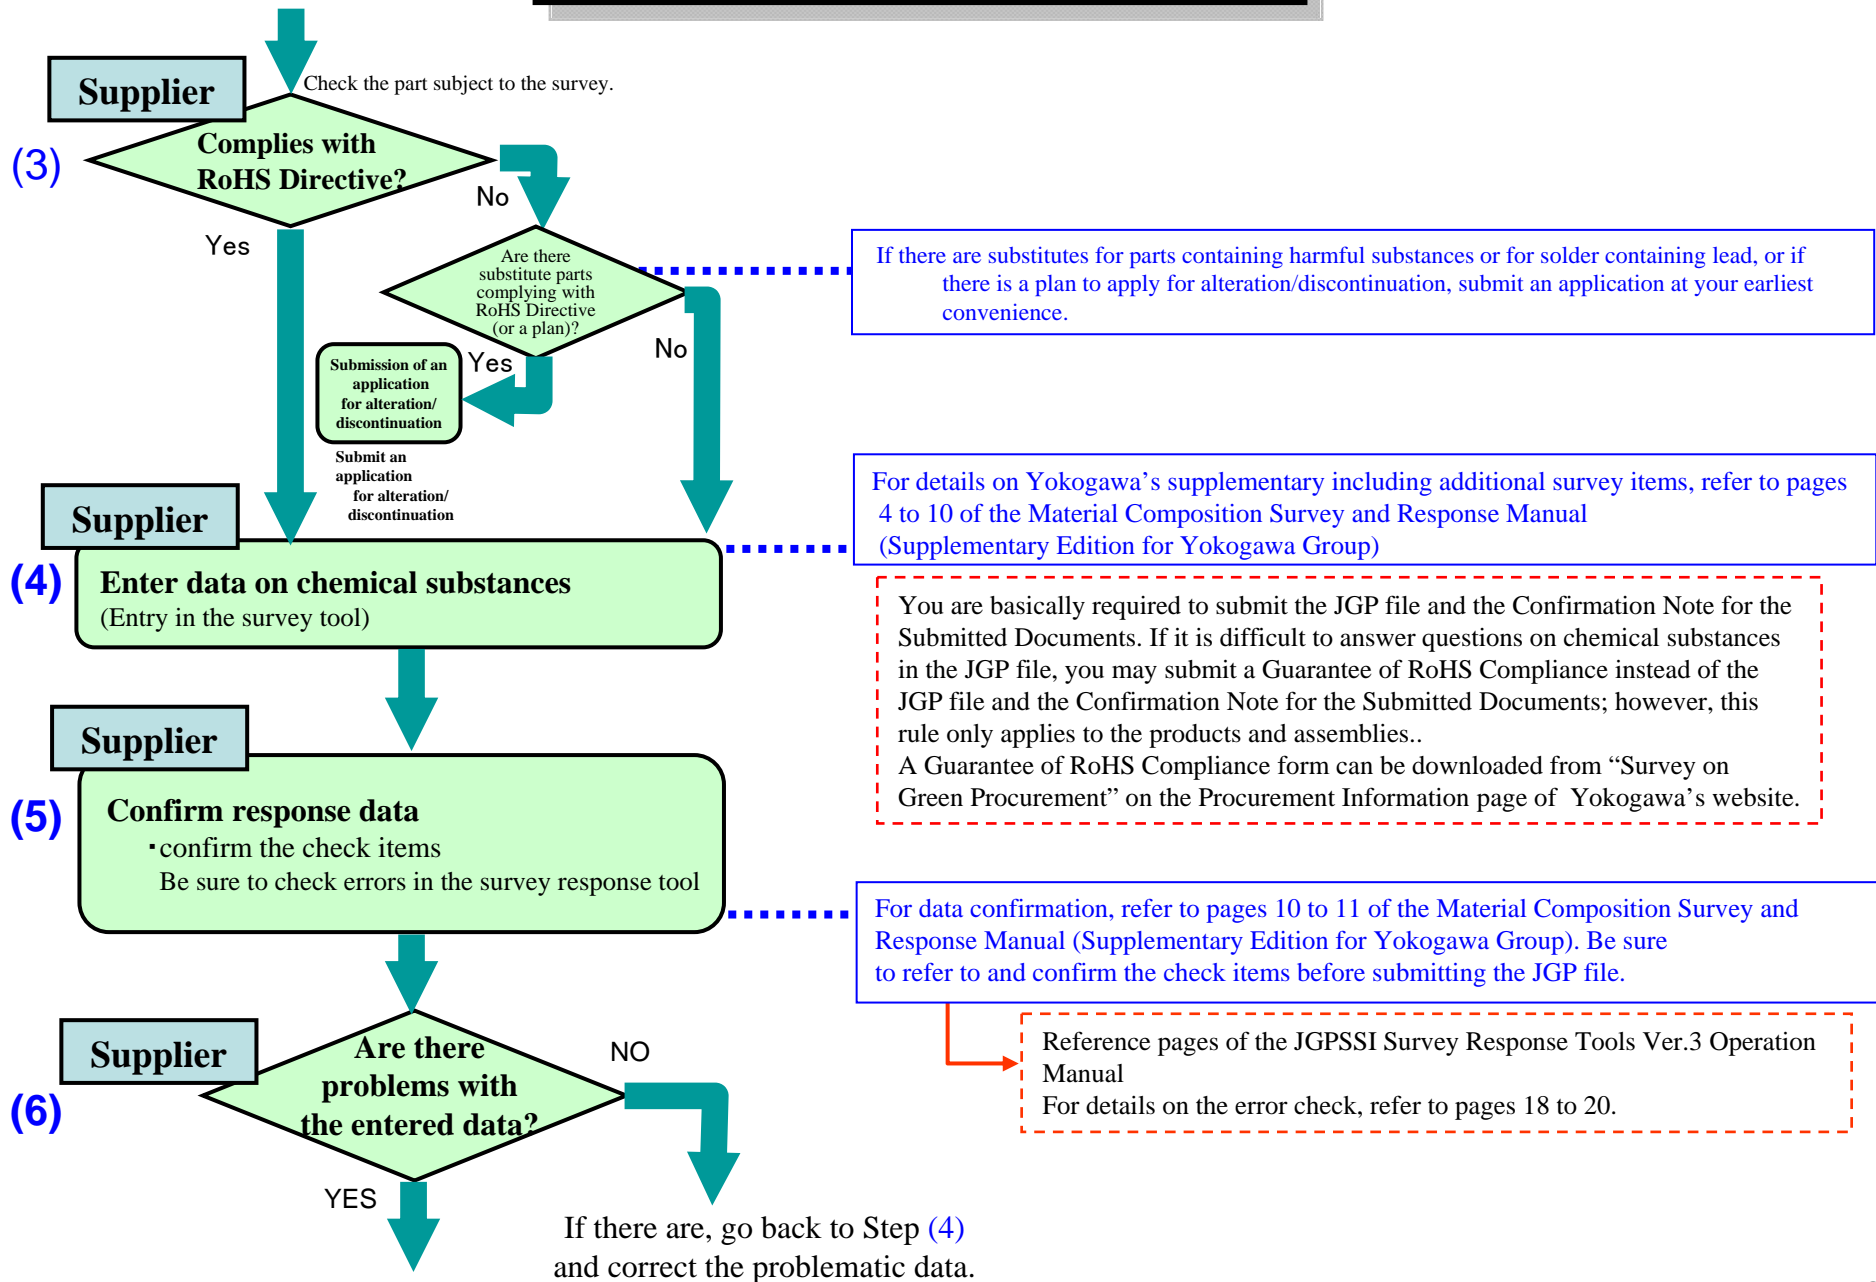 Supplier
Check the part subject to the survey.
(3)
Complies with
RoHS Directive?
No
Yes
Are there
substitute parts
complying with
RoHS Directive
(or a plan)?
If there are substitutes for parts containing harmful substances or for solder containing lead, or if
there is a plan to apply for alteration/discontinuation, submit an application at your earliest
convenience.
No
Yes
Submission of an
application
for alteration/
discontinuation
Submit an
application
for alteration/
discontinuation
Supplier
(4)
Enter data on chemical substances
(Entry in the survey tool)
For details on Yokogawa’s supplementary including additional survey items, refer to pages
4 to 10 of the Material Composition Survey and Response Manual
(Supplementary Edition for Yokogawa Group)
You are basically required to submit the JGP file and the Confirmation Note for the
Submitted Documents. If it is difficult to answer questions on chemical substances
in the JGP file, you may submit a Guarantee of RoHS Compliance instead of the
JGP file and the Confirmation Note for the Submitted Documents; however, this
rule only applies to the products and assemblies..
A Guarantee of RoHS Compliance form can be downloaded from “Survey on
Green Procurement” on the Procurement Information page of Yokogawa’s website.
Supplier
(5)
Confirm response data
・confirm the check items
Be sure to check errors in the survey response tool
For data confirmation, refer to pages 10 to 11 of the Material Composition Survey and
Response Manual (Supplementary Edition for Yokogawa Group). Be sure
to refer to and confirm the check items before submitting the JGP file.
Reference pages of the JGPSSI Survey Response Tools Ver.3 Operation
Manual
For details on the error check, refer to pages 18 to 20.
Supplier
(6)
Are there
problems with
the entered data?
NO
YES
If there are, go back to Step (4)
and correct the problematic data.